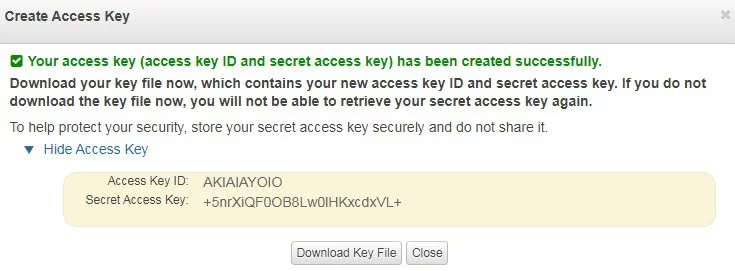 Create Access Key
Your access key (access key ID and secret access key) has been created successfully.
Download your key file now, which contains your new access key ID and secret access key. If you do not
download the key file now, you will not be able to retrieve your secret access key again.
To help protect your security, store your secret access key securely and do not share it.
Hide Access Key
Access Key ID: AKIAIAYOIO
Secret Access Key: +5nrXiQF0OB8Lw0IHKxcdxVL+
Download Key File Close